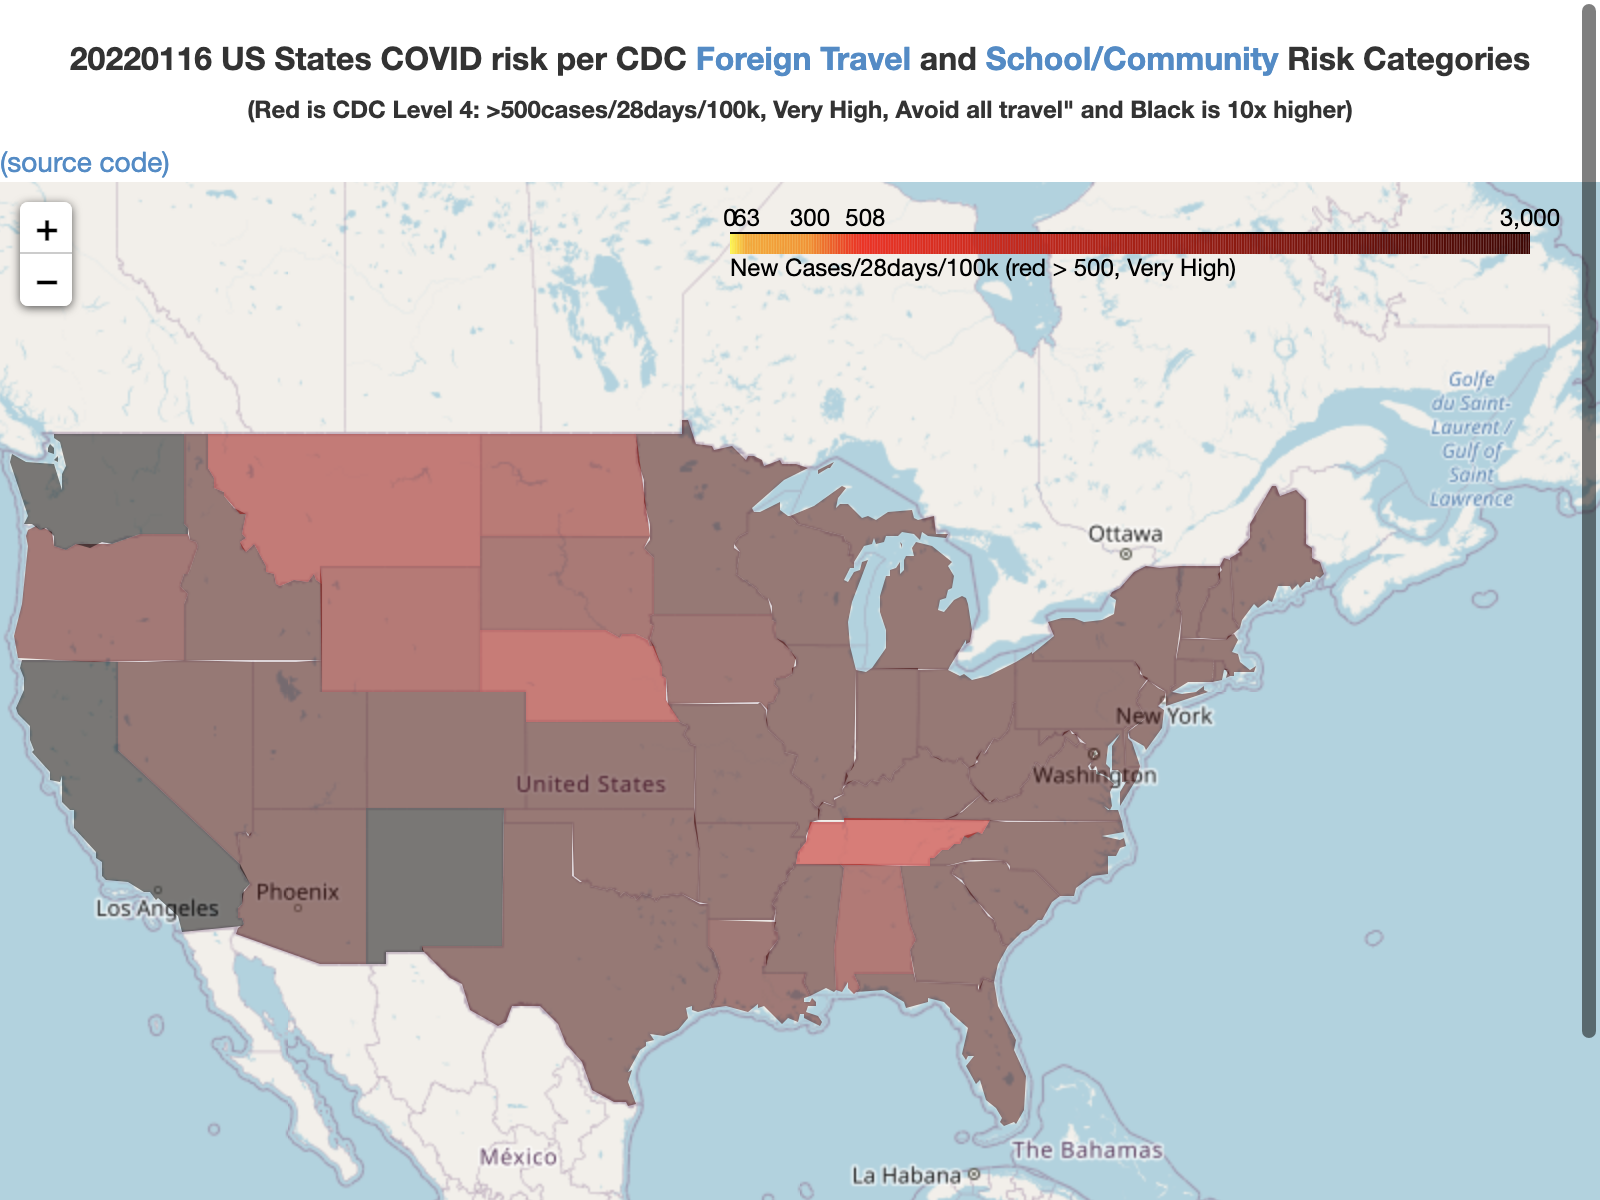 20220116 US States COVID risk per CDC Foreign Travel and School/Community Risk Categories
(Red is CDC Level 4: >500cases/28days/100k, Very High, Avoid all travel" and Black is 10x higher)
(source code)
+
−
063 300 508 3,000
New Cases/28days/100k (red > 500, Very High)
Golfe
du Saint-
Laurent /
Gulf of
Saint
Lawrence
Ottawa
New York
Washington
United States
Phoenix
Los Angeles
México
The Bahamas
La Habana